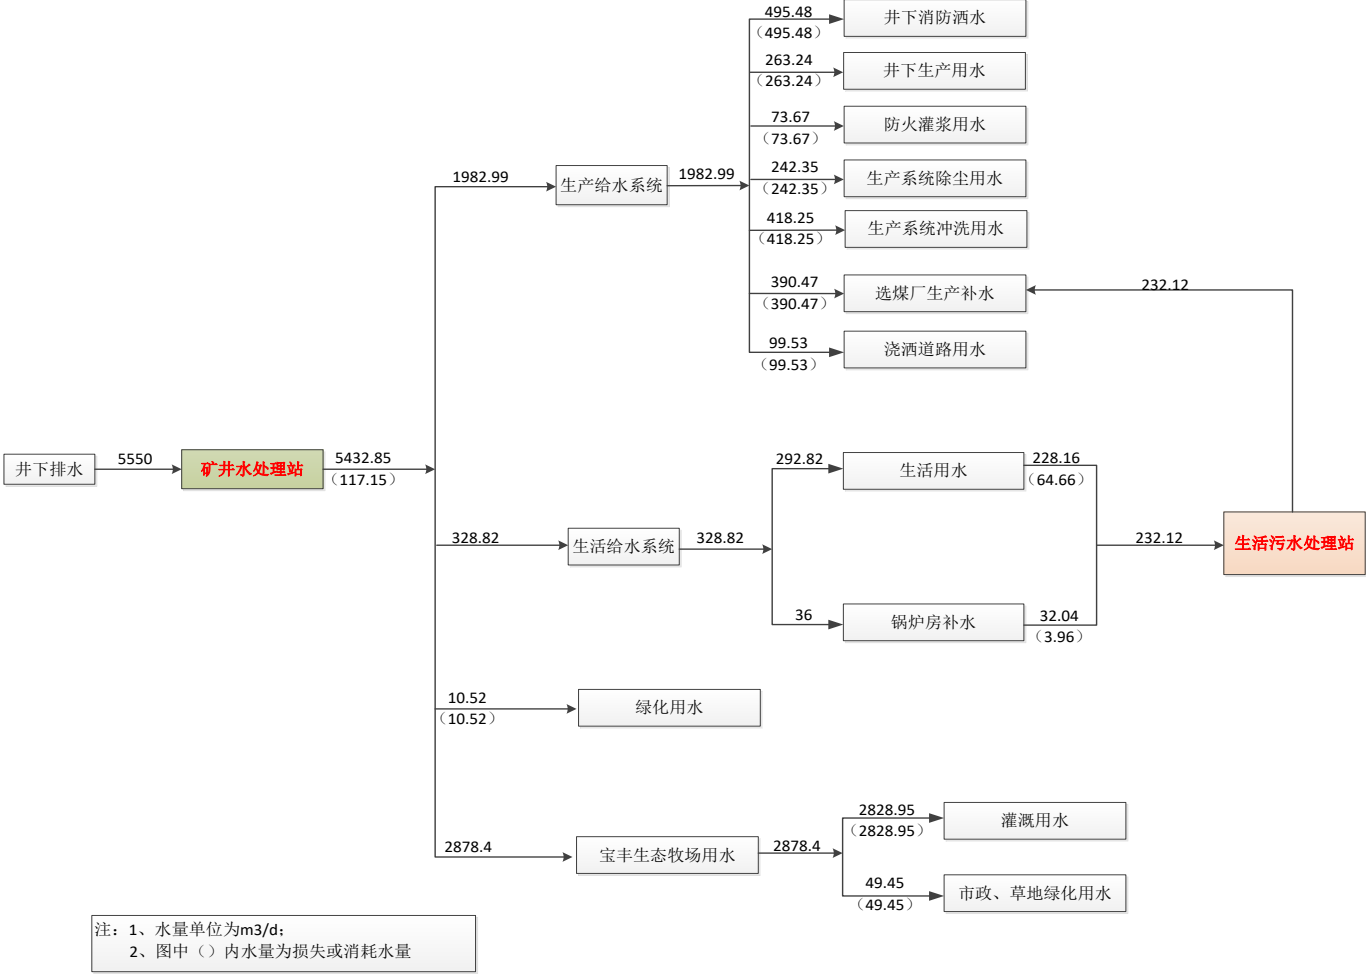 495.48
（495.48）
井下消防洒水
263.24
（263.24）
井下生产用水
73.67
（73.67）
防火灌浆用水
1982.99
生产给水系统
1982.99
242.35
（242.35）
生产系统除尘用水
418.25
（418.25）
生产系统冲洗用水
390.47
（390.47）
选煤厂生产补水
232.12
99.53
（99.53）
浇洒道路用水
井下排水
5550
矿井水处理站
5432.85
（117.15）
292.82
生活用水
228.16
（64.66）
328.82
生活给水系统
328.82
232.12
生活污水处理站
36
锅炉房补水
32.04
（3.96）
10.52
（10.52）
绿化用水
2878.4
宝丰生态牧场用水
2878.4
2828.95
（2828.95）
灌溉用水
49.45
（49.45）
市政、草地绿化用水
注：1、水量单位为m3/d；
2、图中（）内水量为损失或消耗水量